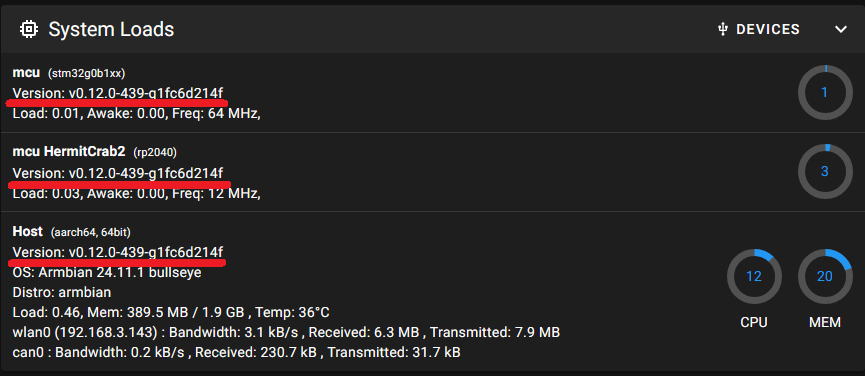 System Loads
DEVICES
mcu (stm32g0b1xx)
Version: v0.12.0-439-g1fc6d214f
Load: 0.01, Awake: 0.00, Freq: 64 MHz,
1
mcu HermitCrab2 (rp2040)
Version: v0.12.0-439-g1fc6d214f
Load: 0.03, Awake: 0.00, Freq: 12 MHz,
3
Host (aarch64, 64bit)
Version: v0.12.0-439-g1fc6d214f
OS: Armbian 24.11.1 bullseye
Distro: armbian
Load: 0.46, Mem: 389.5 MB / 1.9 GB , Temp: 36°C
wlan0 (192.168.3.143) : Bandwidth: 3.1 kB/s , Received: 6.3 MB , Transmitted: 7.9 MB
can0 : Bandwidth: 0.2 kB/s , Received: 230.7 kB , Transmitted: 31.7 kB
12
CPU
20
MEM